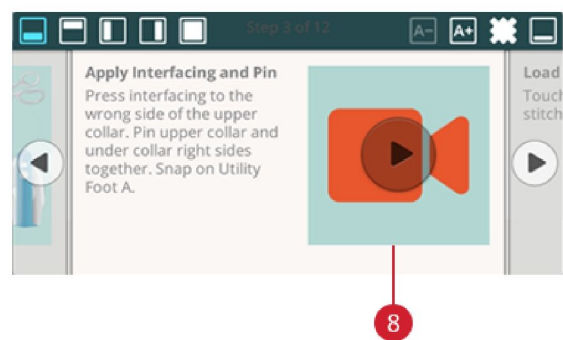 Step 3 of 12
A-
A+
Apply Interfacing and Pin
Press interfacing to the
wrong side of the upper
collar. Pin upper collar and
under collar right sides
together. Snap on Utility
Foot A.
Load
Touch
stitch
8